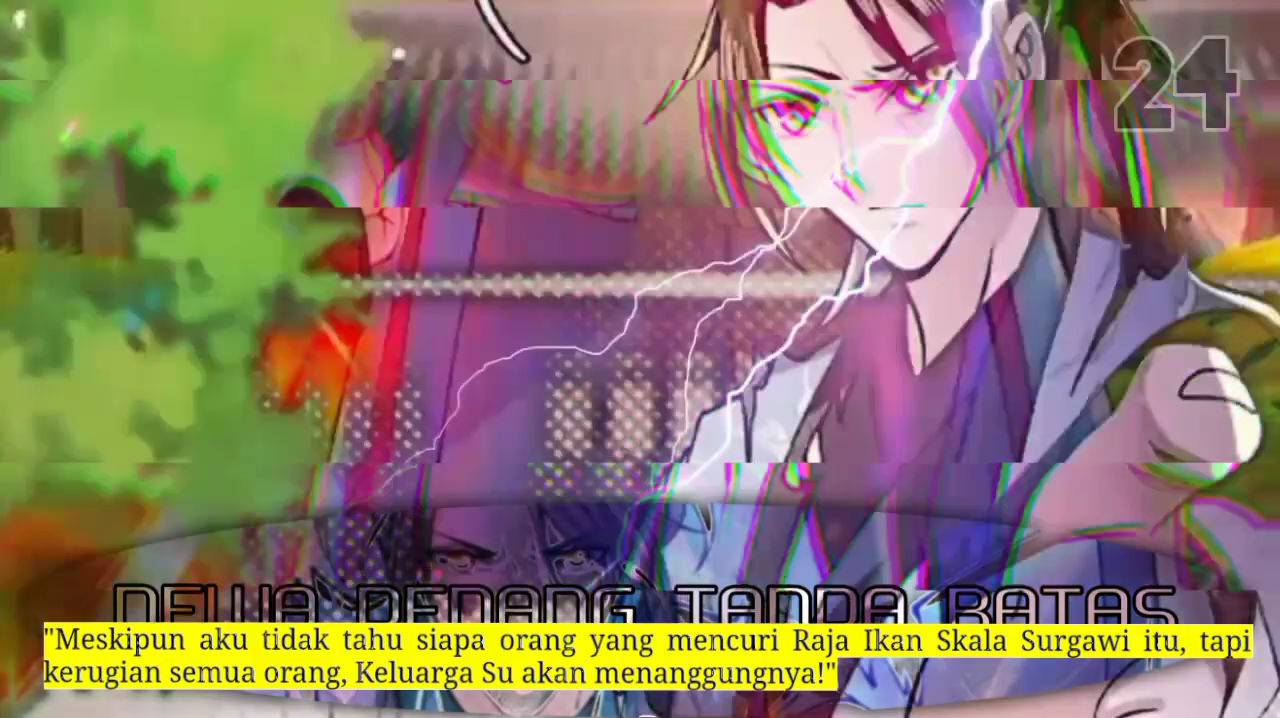 24
DEWA PEDANG TANPA BATAS
"Meskipun aku tidak tahu siapa orang yang mencuri Raja Ikan Skala Surgawi itu, tapi
kerugian semua orang, Keluarga Su akan menanggungnya!"